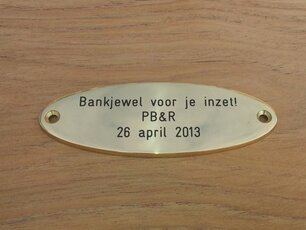 Bankjewel voor je inzet!
PB&R
26 april 2013